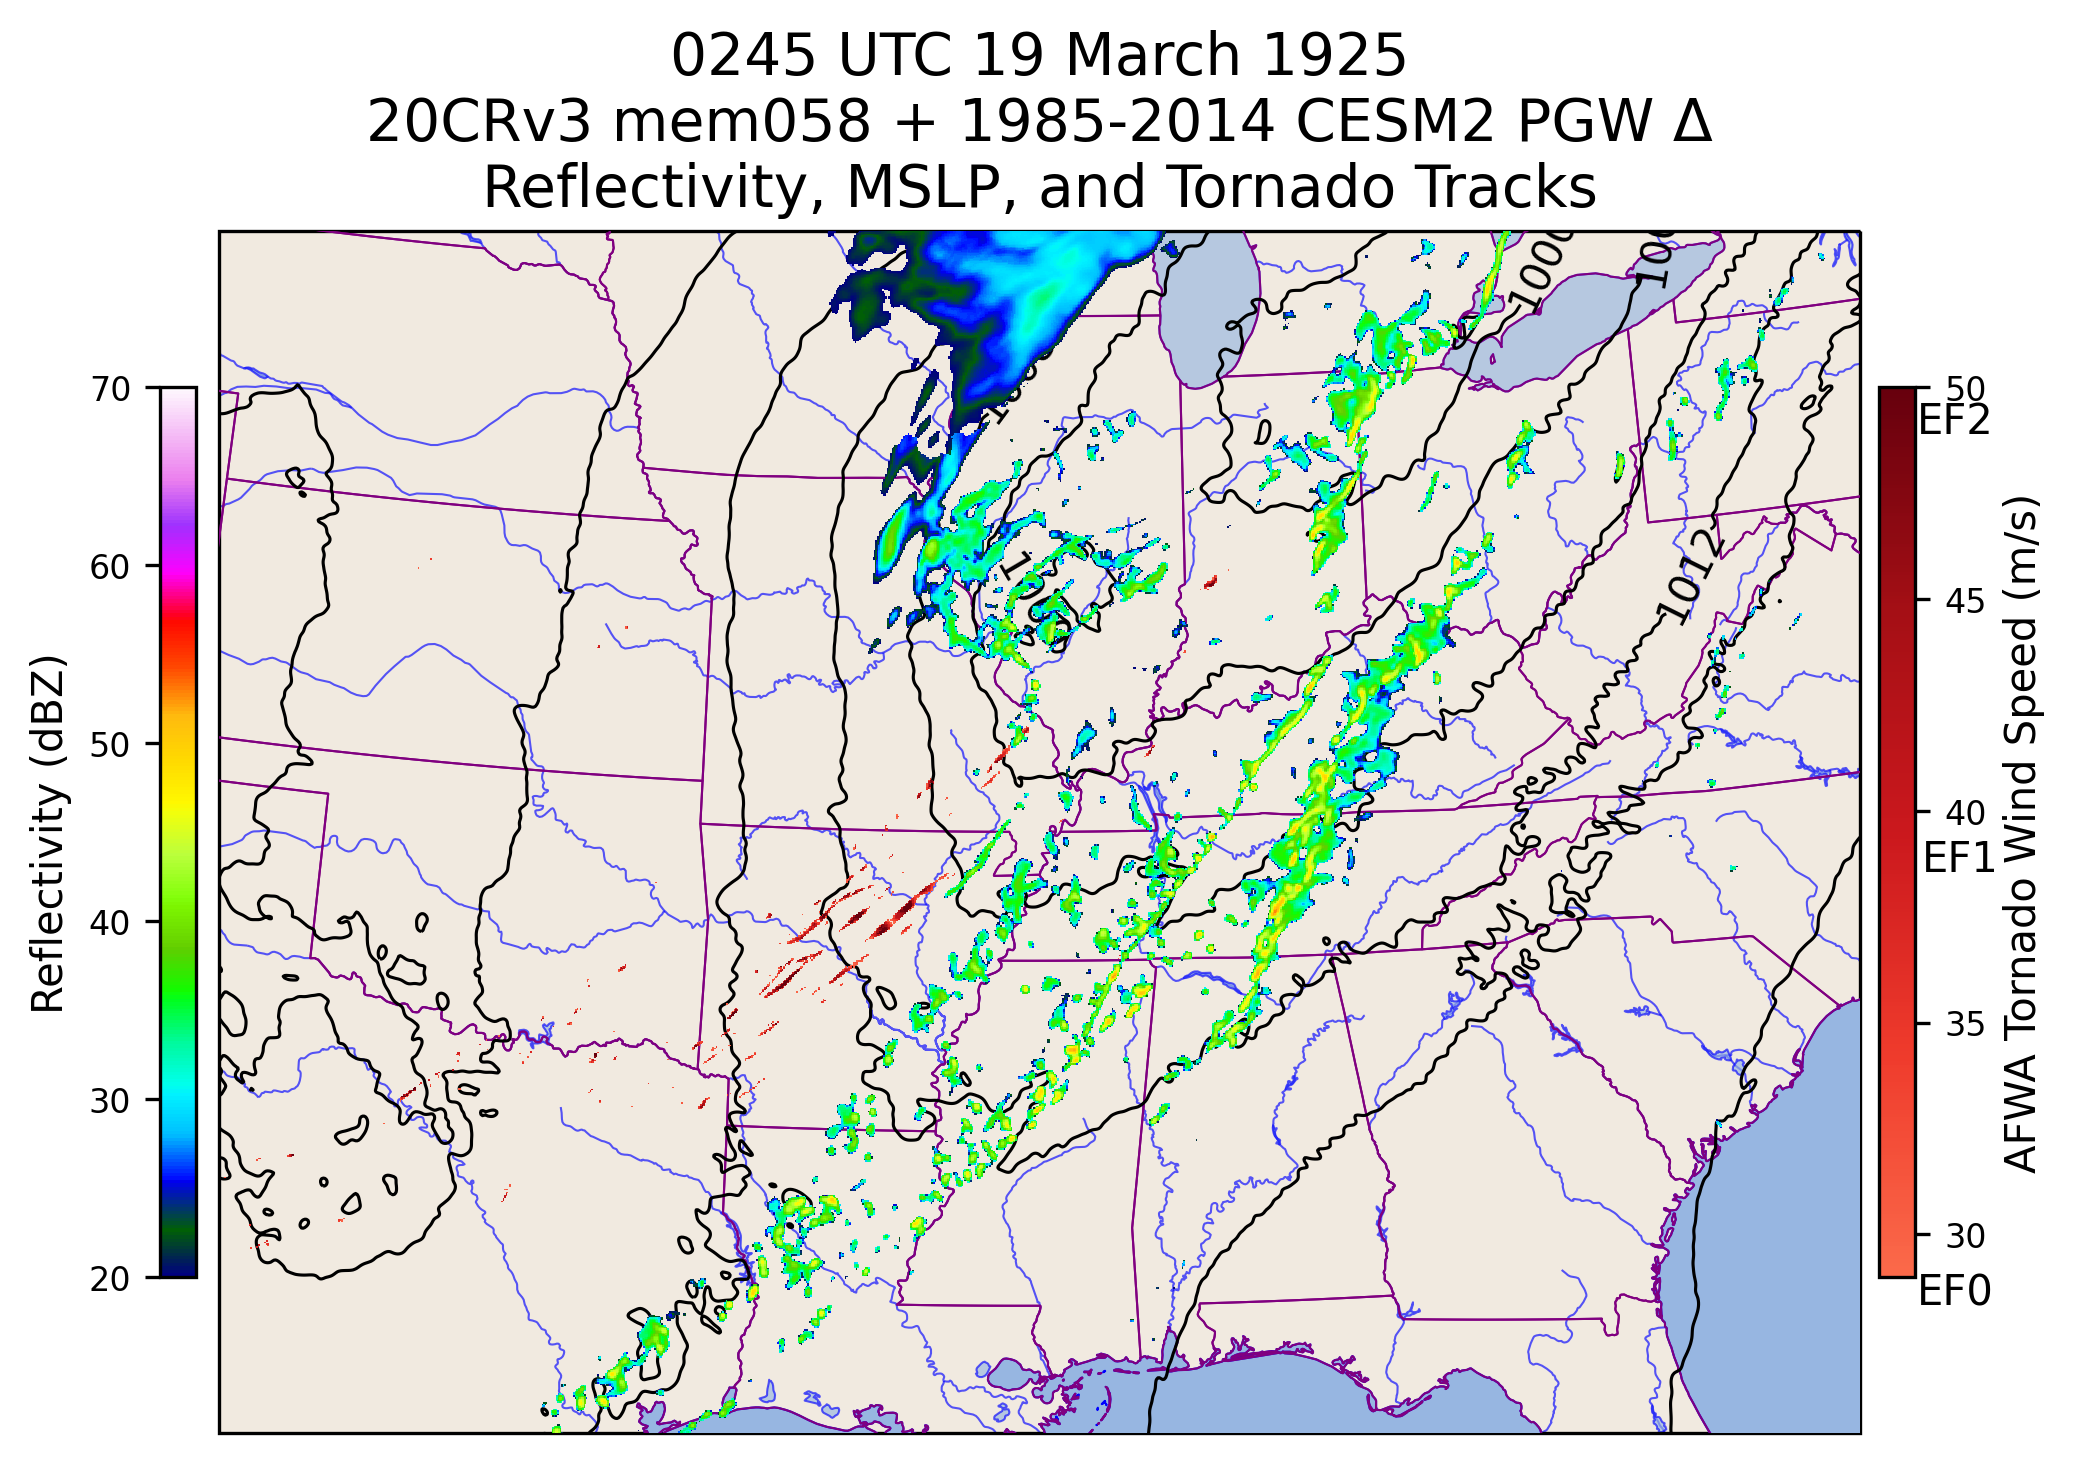 0245 UTC 19 March 1925
20CRv3 mem058 + 1985-2014 CESM2 PGW Δ
Reflectivity, MSLP, and Tornado Tracks
1000
1012
70
60
50
40
30
20
Reflectivity (dBZ)
50
EF2
45
40
EF1
35
30
EF0
AFWA Tornado Wind Speed (m/s)